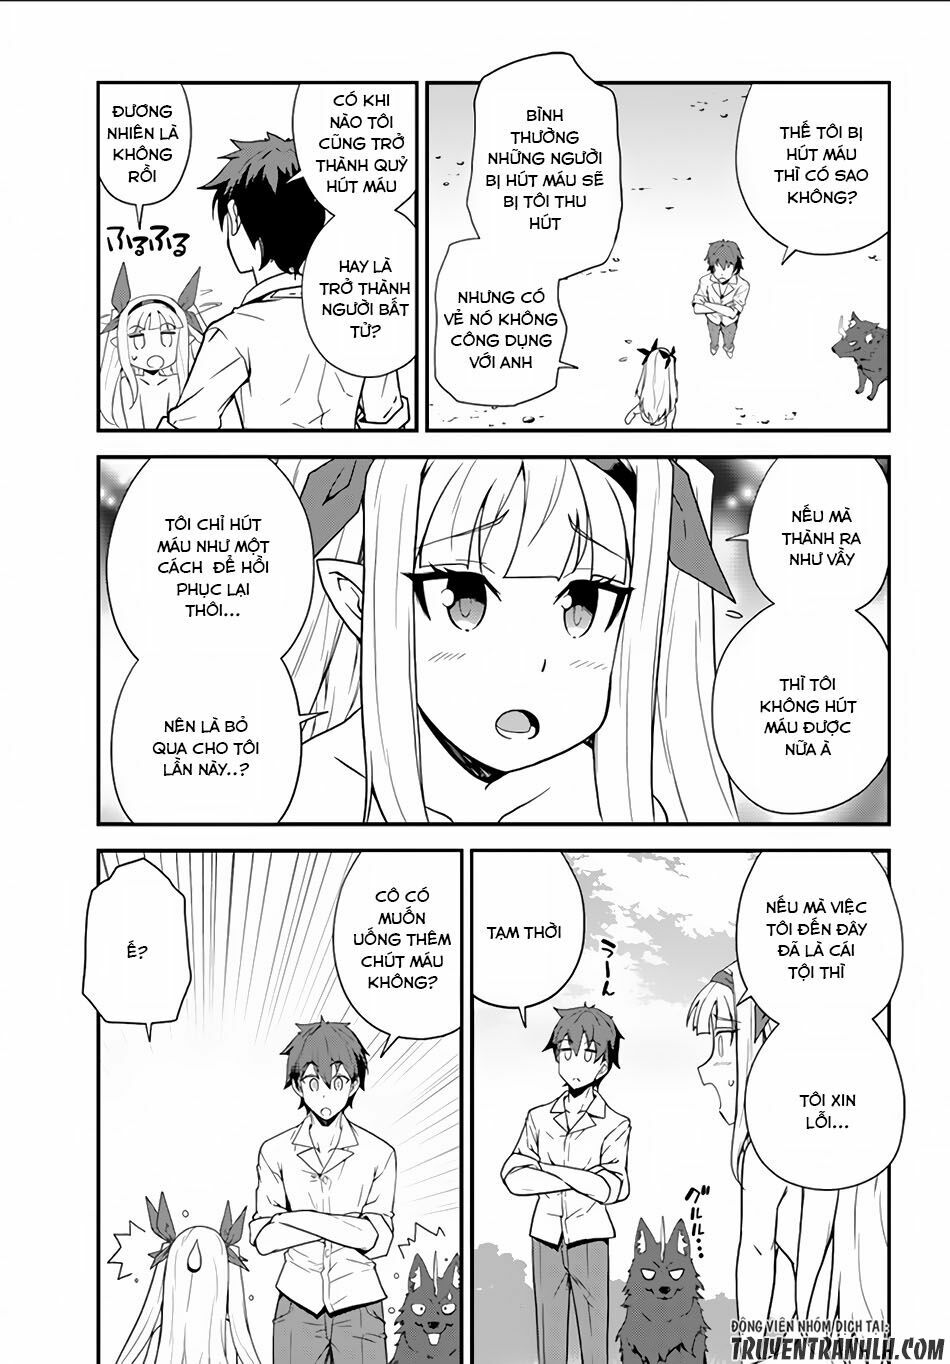 THẾ TÔI BỊ
HÚT MÁU
THÌ CÓ SAO
KHÔNG?
BÌNH
THƯỜNG
NHỮNG NGƯỜI
BỊ HÚT MÁU SẼ
BỊ TÔI THU
HÚT
NHƯNG CÓ
VẺ NÓ KHÔNG
CÔNG DỤNG
VỚI ANH
CÓ KHI
NÀO TÔI
CŨNG TRỞ
THÀNH QUỶ
HÚT MÁU
HAY LÀ
TRỞ THÀNH
NGƯỜI BẤT
TỬ?
ĐƯƠNG
NHIÊN LÀ
KHÔNG
RỒI
ふるふる
NẾU MÀ
THÀNH RA
NHƯ VẦY
THÌ TÔI
KHÔNG HÚT
MÁU ĐƯỢC
NỮA À
TÔI CHỈ HÚT
MÁU NHƯ MỘT
CÁCH ĐỂ HỒI
PHỤC LẠI
THÔI...
NÊN LÀ BỎ
QUA CHO TÔI
LẦN NÀY..?
NẾU MÀ VIỆC
TÔI ĐẾN ĐÂY
ĐÃ LÀ CÁI
TỘI THÌ
TÔI XIN
LỖI...
TẠM THỜI
うーん
グルル...
CÔ CÓ
MUỐN
UỐNG THÊM
CHÚT MÁU
KHÔNG?
Ế?
ĐỘNG VIÊN NHÓM DỊCH TẠI:
TRUYENTRANHLH.COM